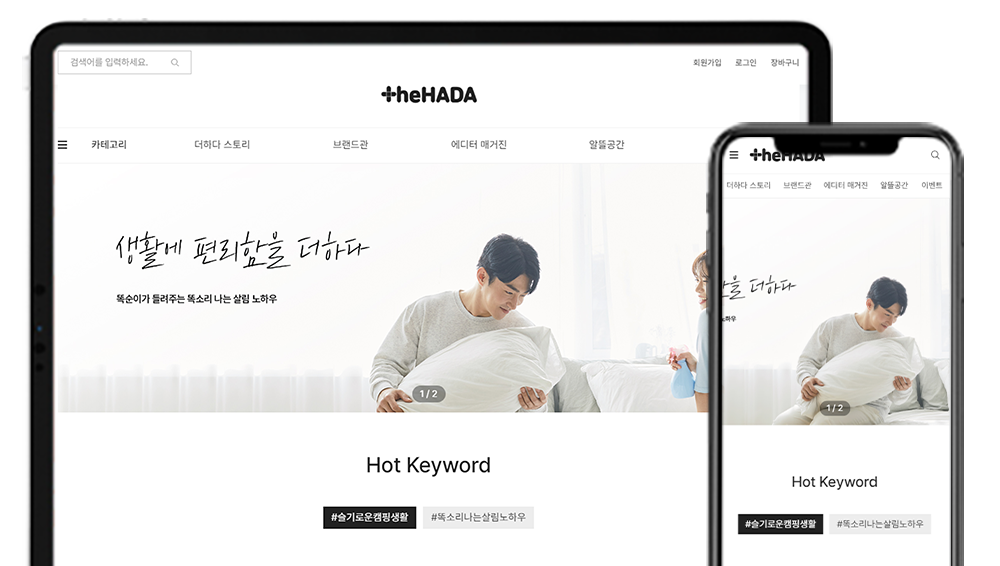 검색어를 입력하세요.
회원가입 로그인 장바구니
theHADA
카테고리 더하다 스토리 브랜드관 에디터 매거진 알뜰공간
생활에 편리함을 더하다
똑순이가 들려주는 똑소리 나는 살림 노하우
1 / 2
Hot Keyword
#슬기로운캠핑생활 #똑소리나는살림노하우
theHADA
더하다 스토리 브랜드관 에디터 매거진 알뜰공간 이벤트
을 더하다
노하우
1 / 2
Hot Keyword
#슬기로운캠핑생활 #똑소리나는살림노하우